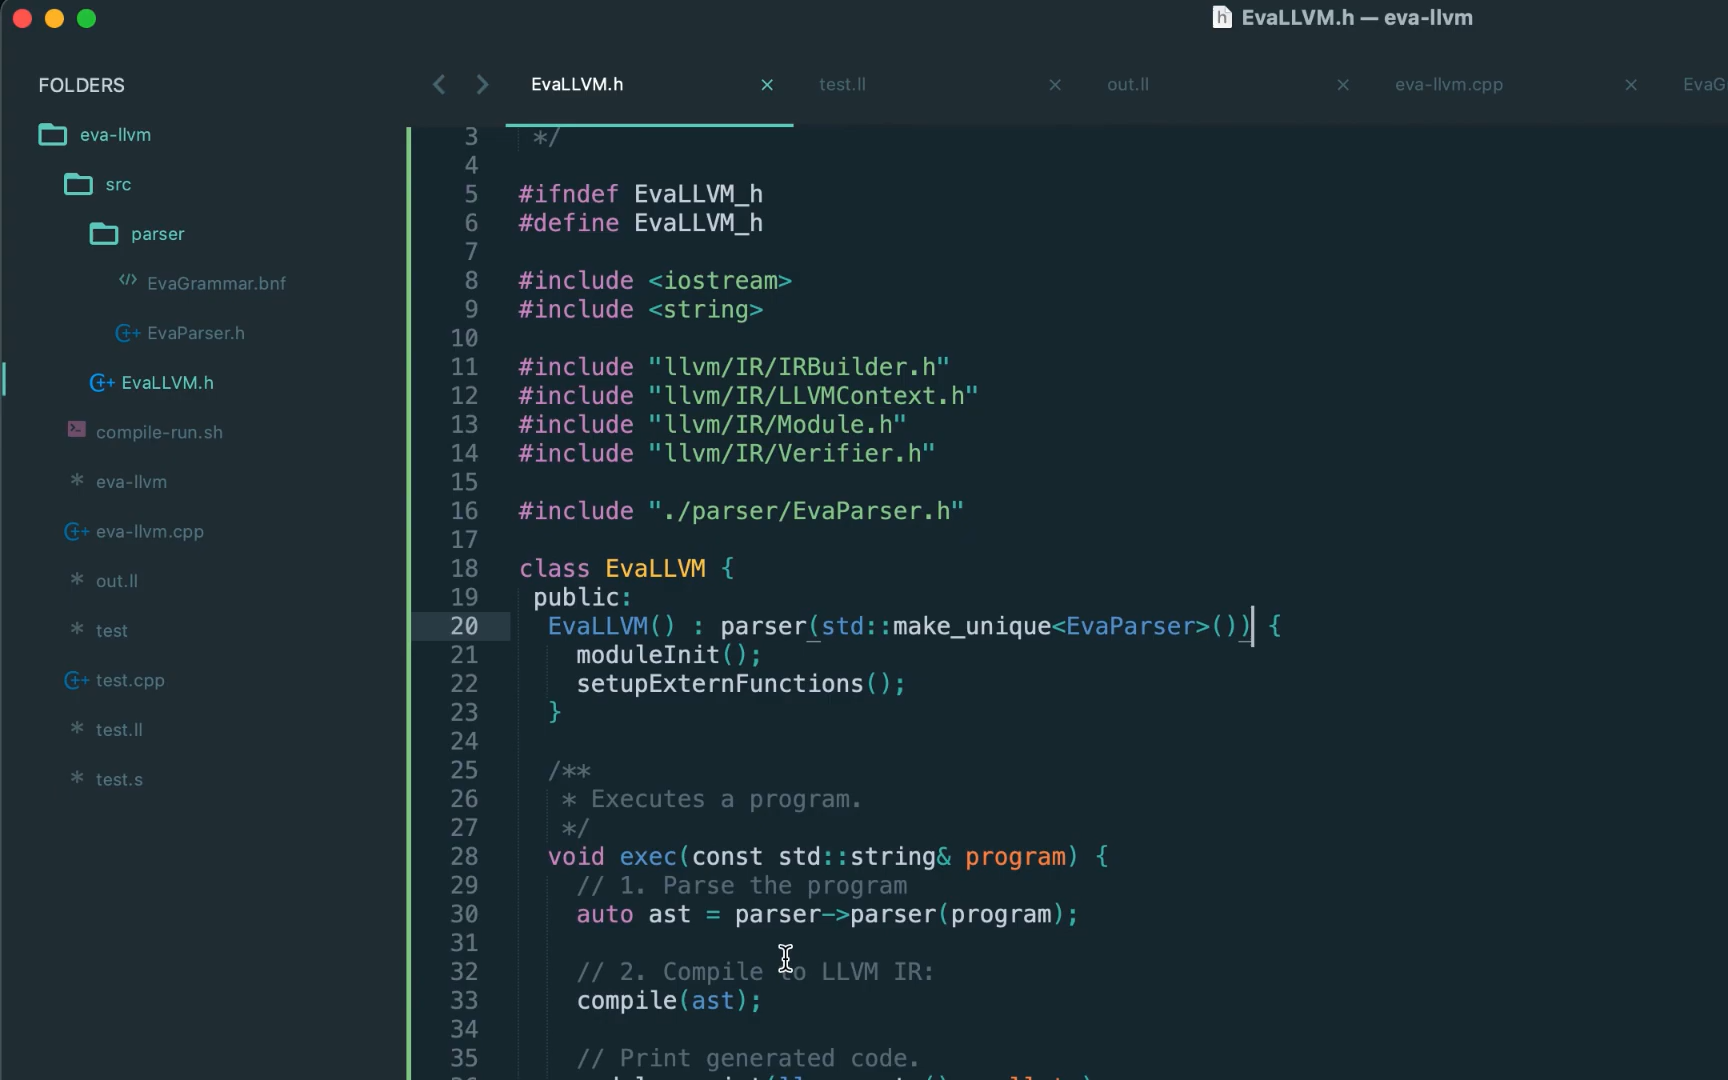 EvaLLVM.h — eva-llvm
FOLDERS
eva-llvm
src
parser
EvaGrammar.bnf
EvaParser.h
EvaLLVM.h
compile-run.sh
eva-llvm
eva-llvm.cpp
out.ll
test
test.cpp
test.ll
test.s
EvaLLVM.h × test.ll × out.ll × eva-llvm.cpp × EvaG
3 */
4
5 #ifndef EvaLLVM_h
6 #define EvaLLVM_h
7
8 #include <iostream>
9 #include <string>
10
11 #include "llvm/IR/IRBuilder.h"
12 #include "llvm/IR/LLVMContext.h"
13 #include "llvm/IR/Module.h"
14 #include "llvm/IR/Verifier.h"
15
16 #include "./parser/EvaParser.h"
17
18 class EvaLLVM {
19 public:
20 EvaLLVM() : parser(std::make_unique<EvaParser>()) {
21 moduleInit();
22 setupExternFunctions();
23 }
24
25 /**
26 * Executes a program.
27 */
28 void exec(const std::string& program) {
29 // 1. Parse the program
30 auto ast = parser->parser(program);
31
32 // 2. Compile to LLVM IR:
33 compile(ast);
34
35 // Print generated code.